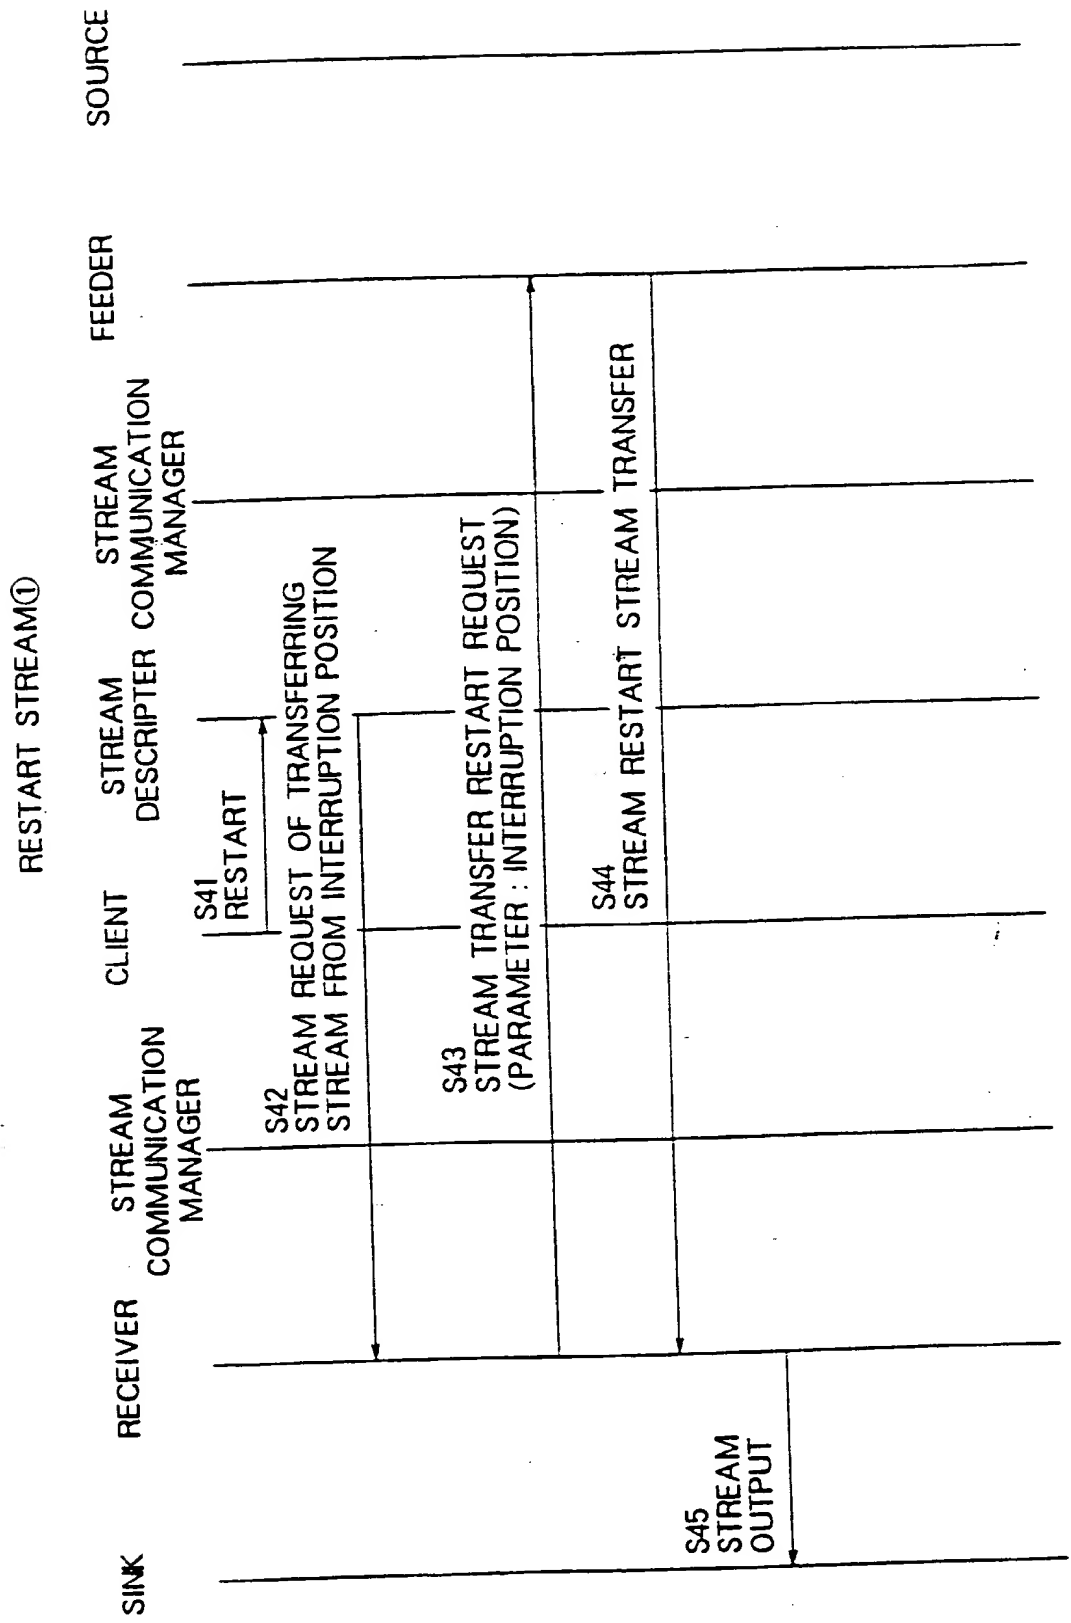 RESTART STREAM①
SINK
RECEIVER
STREAM
COMMUNICATION
MANAGER
CLIENT
STREAM
DESCRIPTER
STREAM
COMMUNICATION
MANAGER
FEEDER
SOURCE
S41
RESTART
S42
STREAM REQUEST OF TRANSFERRING
STREAM FROM INTERRUPTION POSITION
S43
STREAM TRANSFER RESTART REQUEST
(PARAMETER : INTERRUPTION POSITION)
S44
STREAM RESTART STREAM TRANSFER
S45
STREAM
OUTPUT